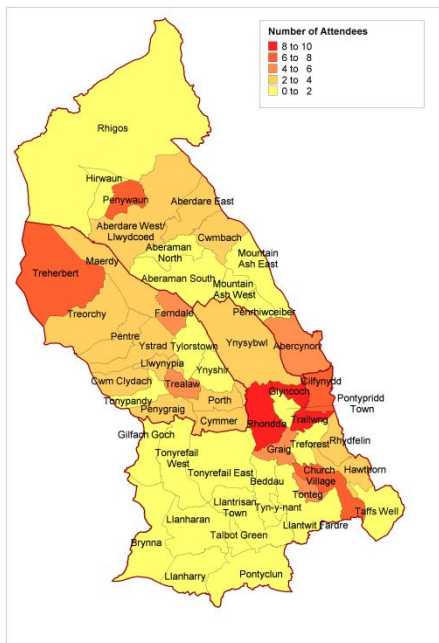 Number of Attendees
8 to 10
6 to 8
4 to 6
2 to 4
0 to 2
Rhigos
Hirwaun
Penywaun
Aberdare East
Aberdare West/
Llwydcoed
Cwmbach
Aberaman
North
Mountain
Ash East
Maerdy
Treherbert
Aberaman South
Mountain
Ash West
Treorchy
Penrhiwceiber
Ferndale
Abercynon
Pentre
Ynysybwl
Ystrad
Tylorstown
Llwynypia
Ynyshir
Cilfynydd
Cwm Clydach
Trealaw
Glyncoch
Pontypridd
Town
Tonypandy
Porth
Penygraig
Trallwng
Rhondda
Cymmer
Gilfach Goch
Treforest
Rhydfelin
Tonyrefail
West
Graig
Tonyrefail East
Church
Village
Hawthorn
Beddau
Tonteg
Llantrisan
Town
Tyn-y-nant
Taffs Well
Llanharan
Llantwit Fardre
Talbot Green
Brynna
Llanharry
Pontyclun